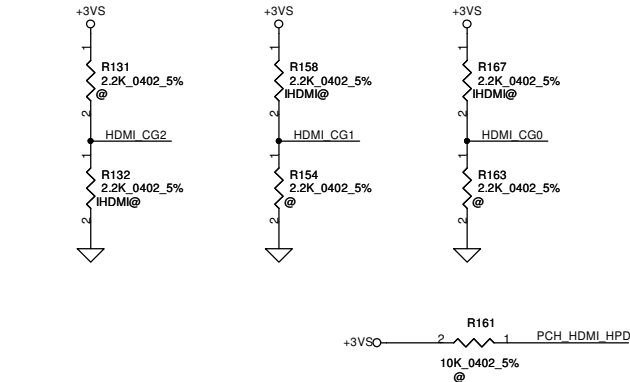 +3VS
+3VS
+3VS
1
1
1
R131
2.2K_0402_5%
@
R158
2.2K_0402_5%
IHDMI@
R167
2.2K_0402_5%
IHDMI@
2
2
2
HDMI_CG2
HDMI_CG1
HDMI_CG0
1
1
1
R132
2.2K_0402_5%
IHDMI@
R154
2.2K_0402_5%
@
R163
2.2K_0402_5%
@
2
2
2
R161
+3VS
2
1
PCH_HDMI_HPD
10K_0402_5%
@